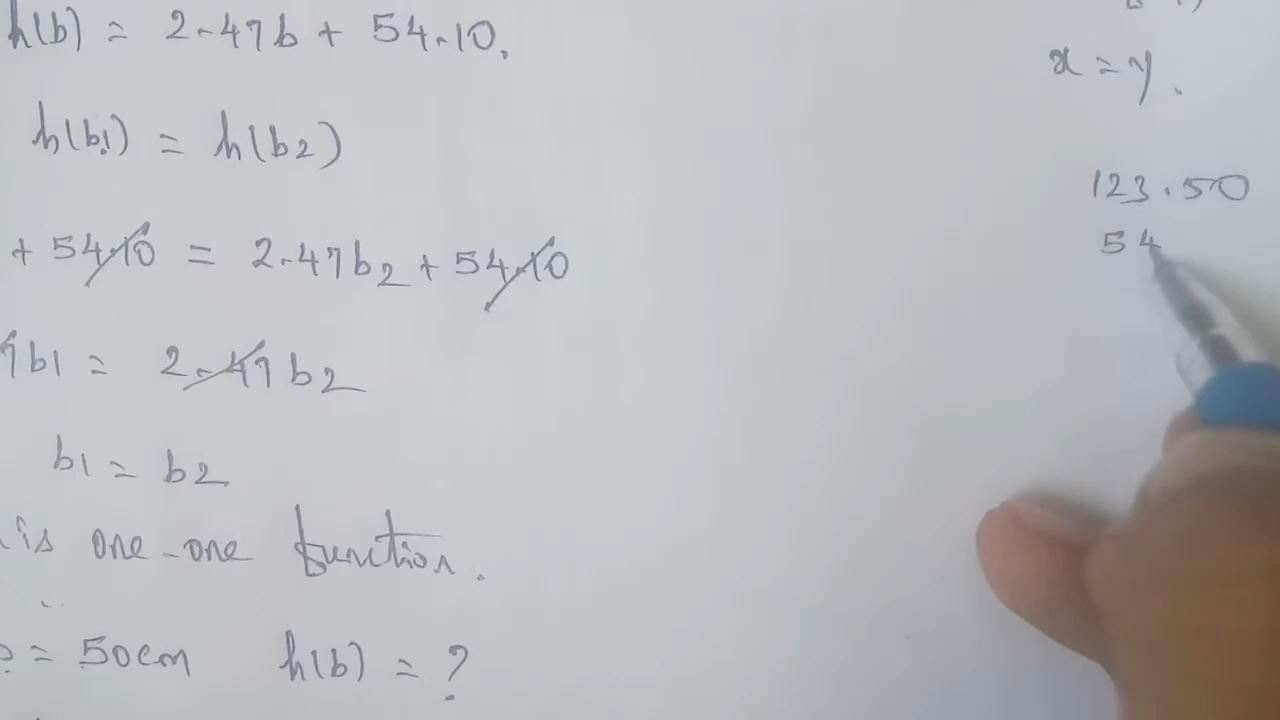 h(b) = 2.47b + 54.10.
h(b1) = h(b2)
+ 54.10 = 2.47b2 + 54.10
7b1 = 2.47b2
b1 = b2
is one-one function.
= 50cm h(b) = ?
x = y.
123.50
54